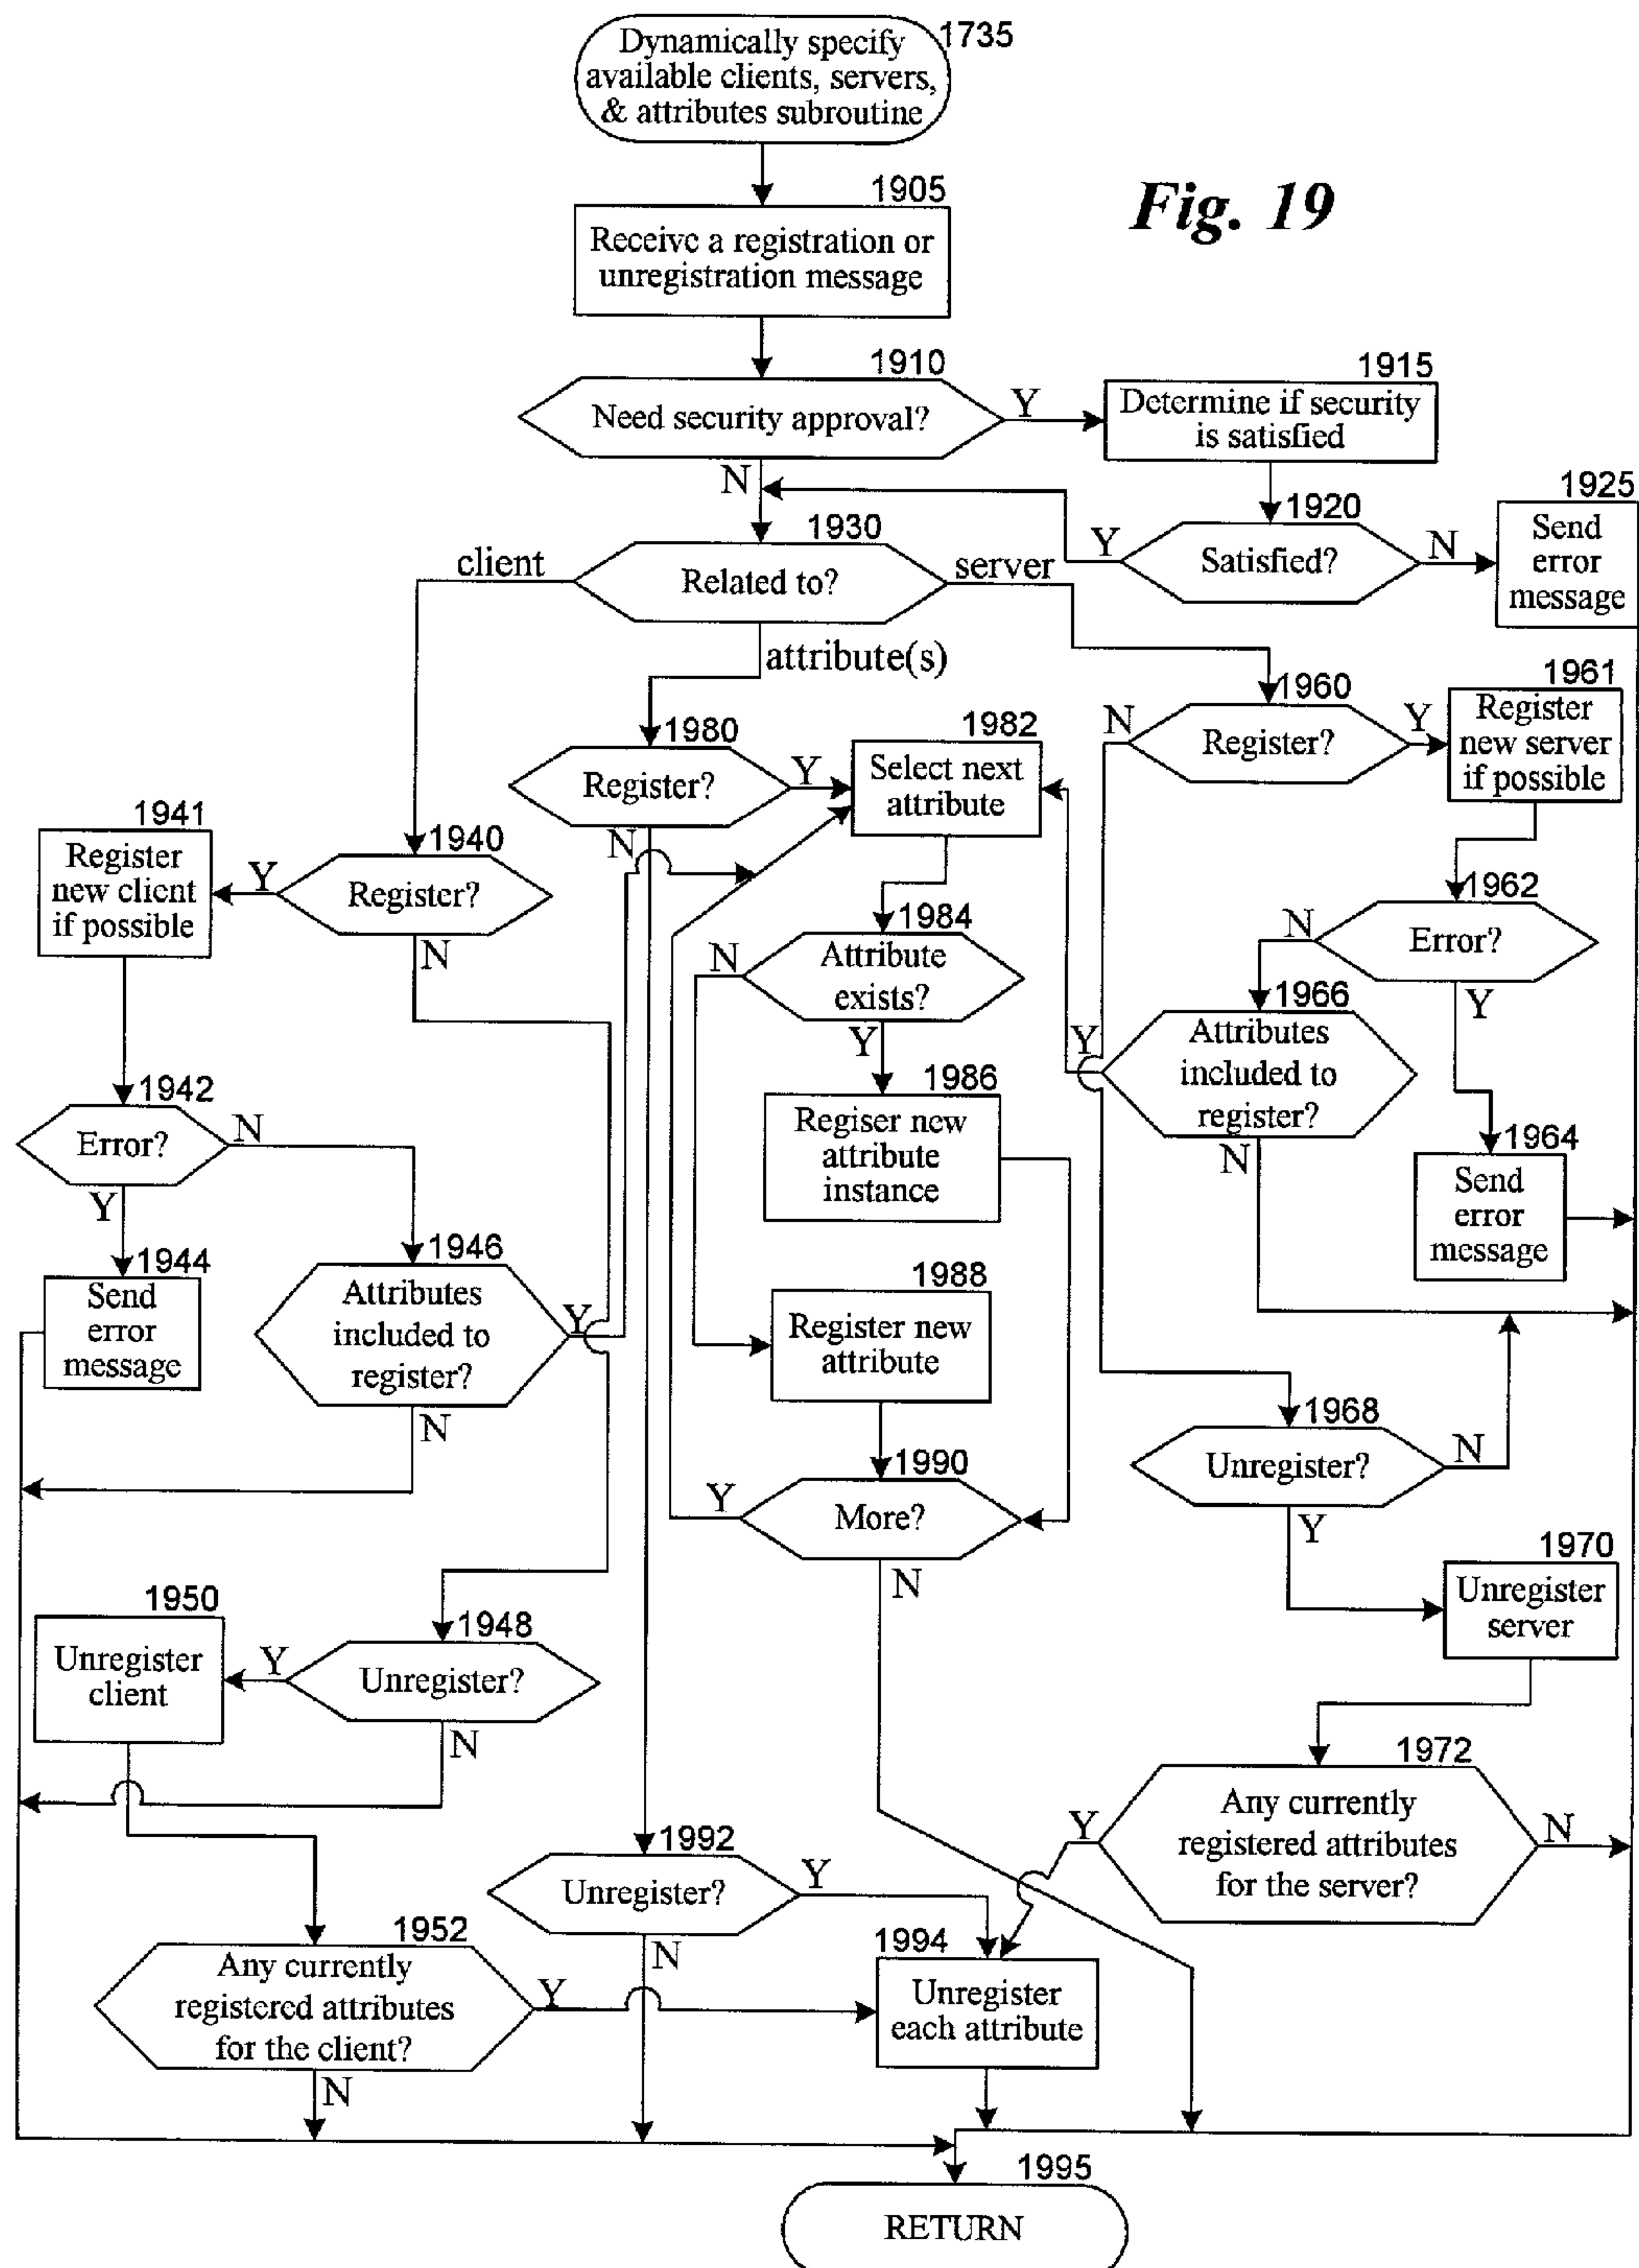 1735
Dynamically specify
available clients, servers,
& attributes subroutine
1905
Fig. 19
Receive a registration or
unregistration message
1910
Need security approval?
Y
1915
Determine if security
is satisfied
N
1920
Satisfied?
Y
N
1925
Send
error
message
1930
Related to?
client
server
attribute(s)
1980
Register?
Y
N
1982
Select next
attribute
1960
Register?
N
Y
1961
Register
new server
if possible
1941
Register
new client
if possible
1940
Register?
Y
N
1962
Error?
N
Y
1984
Attribute
exists?
N
Y
1966
Attributes
included to
register?
Y
N
1986
Regiser new
attribute
instance
1942
Error?
N
Y
1964
Send
error
message
1944
Send
error
message
1946
Attributes
included to
register?
Y
N
1988
Register new
attribute
1968
Unregister?
N
Y
1990
More?
Y
N
1970
Unregister
server
1950
Unregister
client
1948
Unregister?
Y
N
1972
Any currently
registered attributes
for the server?
Y
N
1992
Unregister?
Y
N
1952
Any currently
registered attributes
for the client?
Y
N
1994
Unregister
each attribute
1995
RETURN